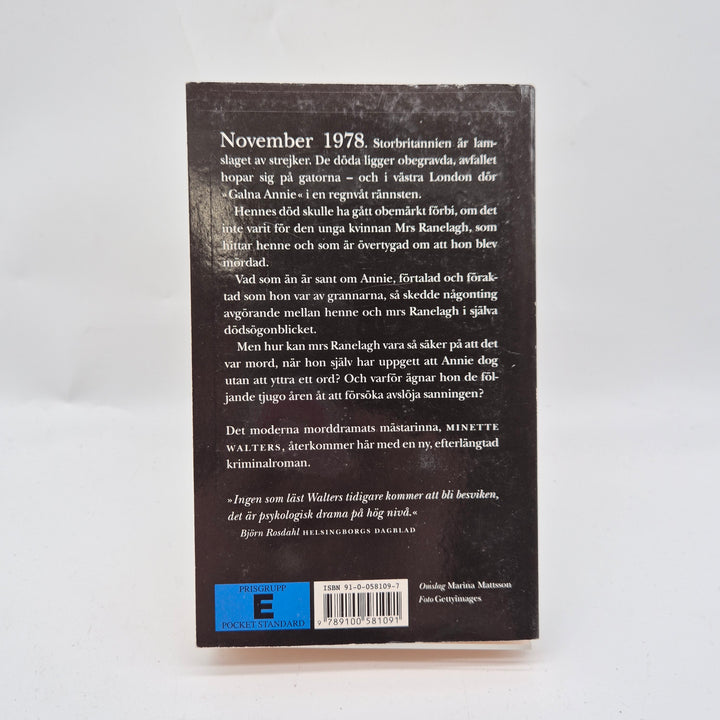 November 1978. Storbritannien är lam-
slaget av strejker. De döda ligger obegravda, avfallet
hopar sig på gatorna – och i västra London dör
»Galna Annie« i en regnvåt rännsten.
Hennes död skulle ha gått obemärkt förbi, om det
inte varit för den unga kvinnan Mrs Ranelagh, som
hittar henne och som är övertygad om att hon blev
mördad.
Vad som än är sant om Annie, förtalad och förak-
tad som hon var av grannarna, så skedde någonting
avgörande mellan henne och mrs Ranelagh i själva
dödsögonblicket.
Men hur kan mrs Ranelagh vara så säker på att det
var mord, när hon själv har uppgett att Annie dog
utan att yttra ett ord? Och varför ägnar hon de föl-
jande tjugo åren åt att försöka avslöja sanningen?
Det moderna morddramats mästarinna, MINETTE
WALTERS, återkommer här med en ny, efterlängtad
kriminalroman.
»Ingen som läst Walters tidigare kommer att bli besviken,
det är psykologisk drama på hög nivå.«
Björn Rosdahl HELSINGBORGS DAGBLAD
PRISGRUPP
E
POCKET STANDARD
ISBN 91-0-058109-7
9 789100 581091
Omslag Marina Mattsson
Foto Gettyimages